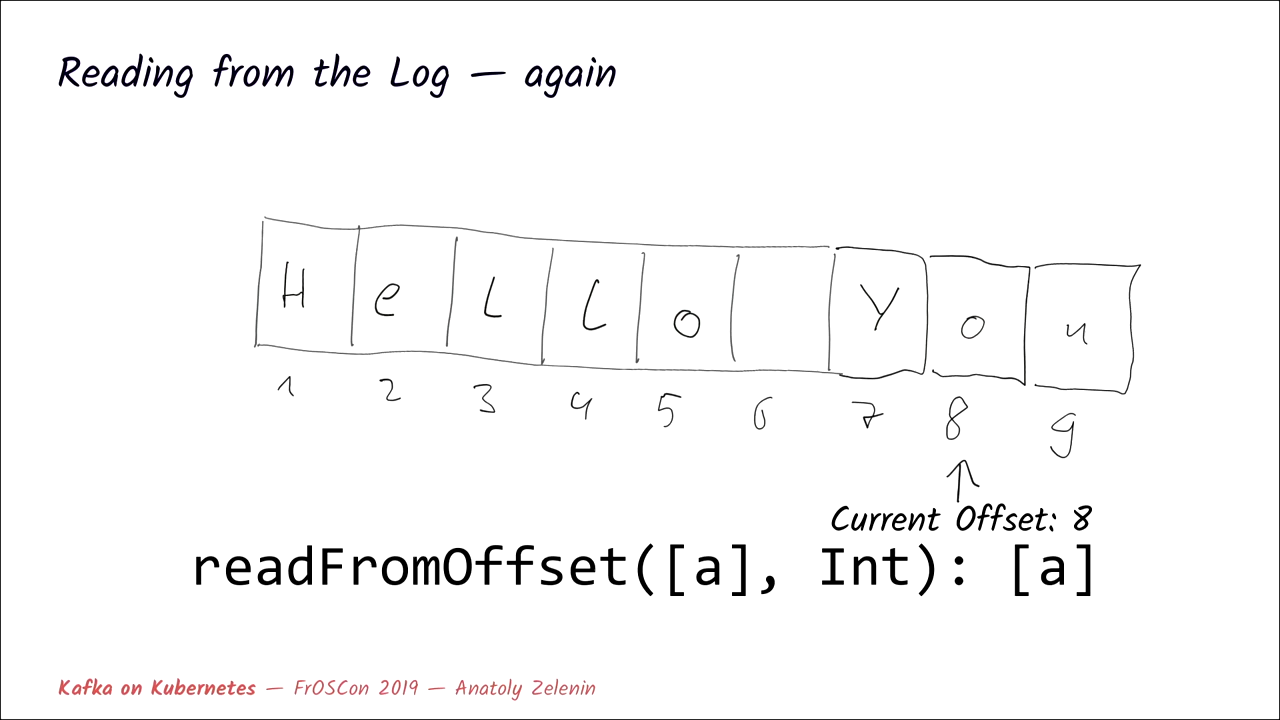 Reading from the Log — again
H e L L o Y o u
1 2 3 4 5 6 7 8 9
↑
Current Offset: 8
readFromOffset([a], Int): [a]
Kafka on Kubernetes — FrOSCon 2019 — Anatoly Zelenin